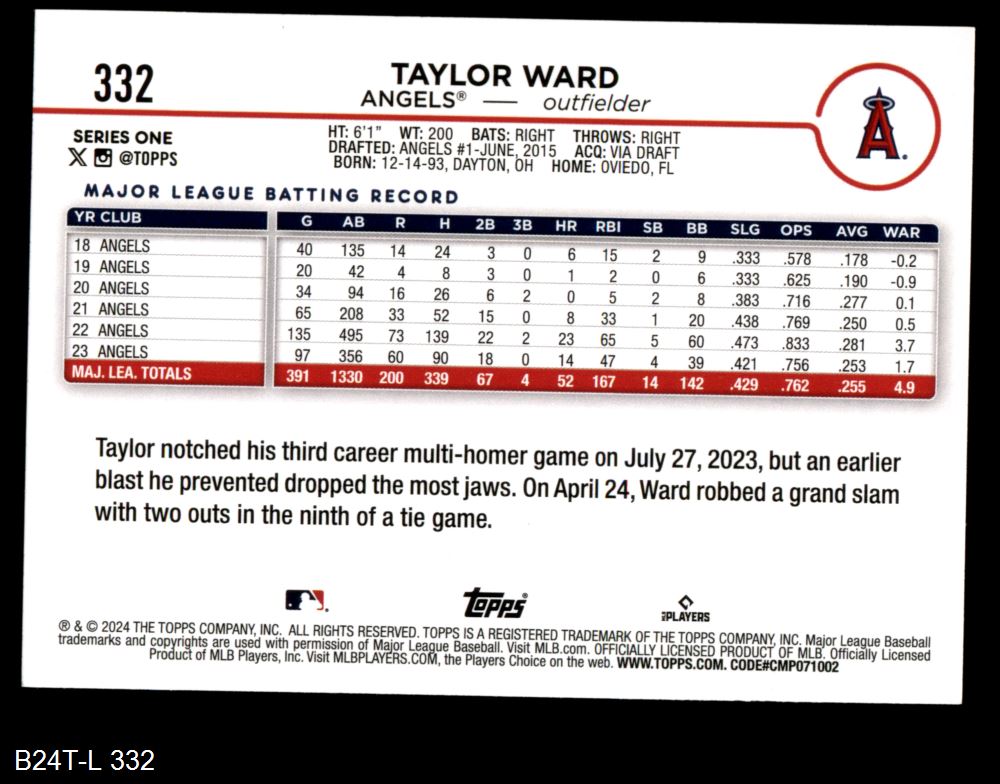 332
TAYLOR WARD
ANGELS® — outfielder
A
SERIES ONE
@TOPPS
HT: 6'1" WT: 200 BATS: RIGHT THROWS: RIGHT
DRAFTED: ANGELS #1-JUNE, 2015 ACQ: VIA DRAFT
BORN: 12-14-93, DAYTON, OH HOME: OVIEDO, FL
MAJOR LEAGUE BATTING RECORD
YR CLUB G AB R H 2B 3B HR RBI SB BB SLG OPS AVG WAR
18 ANGELS 40 135 14 24 3 0 6 15 2 9 .333 .578 .178 -0.2
19 ANGELS 20 42 4 8 3 0 1 2 0 6 .333 .625 .190 -0.9
20 ANGELS 34 94 16 26 6 2 0 5 2 8 .383 .716 .277 0.1
21 ANGELS 65 208 33 52 15 0 8 33 1 20 .438 .769 .250 0.5
22 ANGELS 135 495 73 139 22 2 23 65 5 60 .473 .833 .281 3.7
23 ANGELS 97 356 60 90 18 0 14 47 4 39 .421 .756 .253 1.7
MAJ. LEA. TOTALS 391 1330 200 339 67 4 52 167 14 142 .429 .762 .255 4.9
Taylor notched his third career multi-homer game on July 27, 2023, but an earlier
blast he prevented dropped the most jaws. On April 24, Ward robbed a grand slam
with two outs in the ninth of a tie game.
Topps®
PLAYERS
® & © 2024 THE TOPPS COMPANY, INC. ALL RIGHTS RESERVED. TOPPS IS A REGISTERED TRADEMARK OF THE TOPPS COMPANY, INC. Major League Baseball
trademarks and copyrights are used with permission of Major League Baseball. Visit MLB.com. OFFICIALLY LICENSED PRODUCT OF MLB. Officially Licensed
Product of MLB Players, Inc. Visit MLBPLAYERS.COM, the Players Choice on the web. WWW.TOPPS.COM. CODE#CMP071002
B24T-L 332